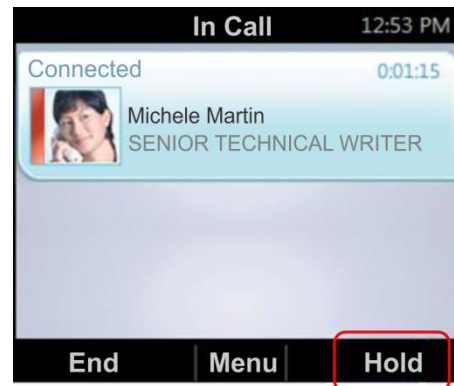 In Call 12:53 PM
Connected 0:01:15
Michele Martin
SENIOR TECHNICAL WRITER
End Menu Hold